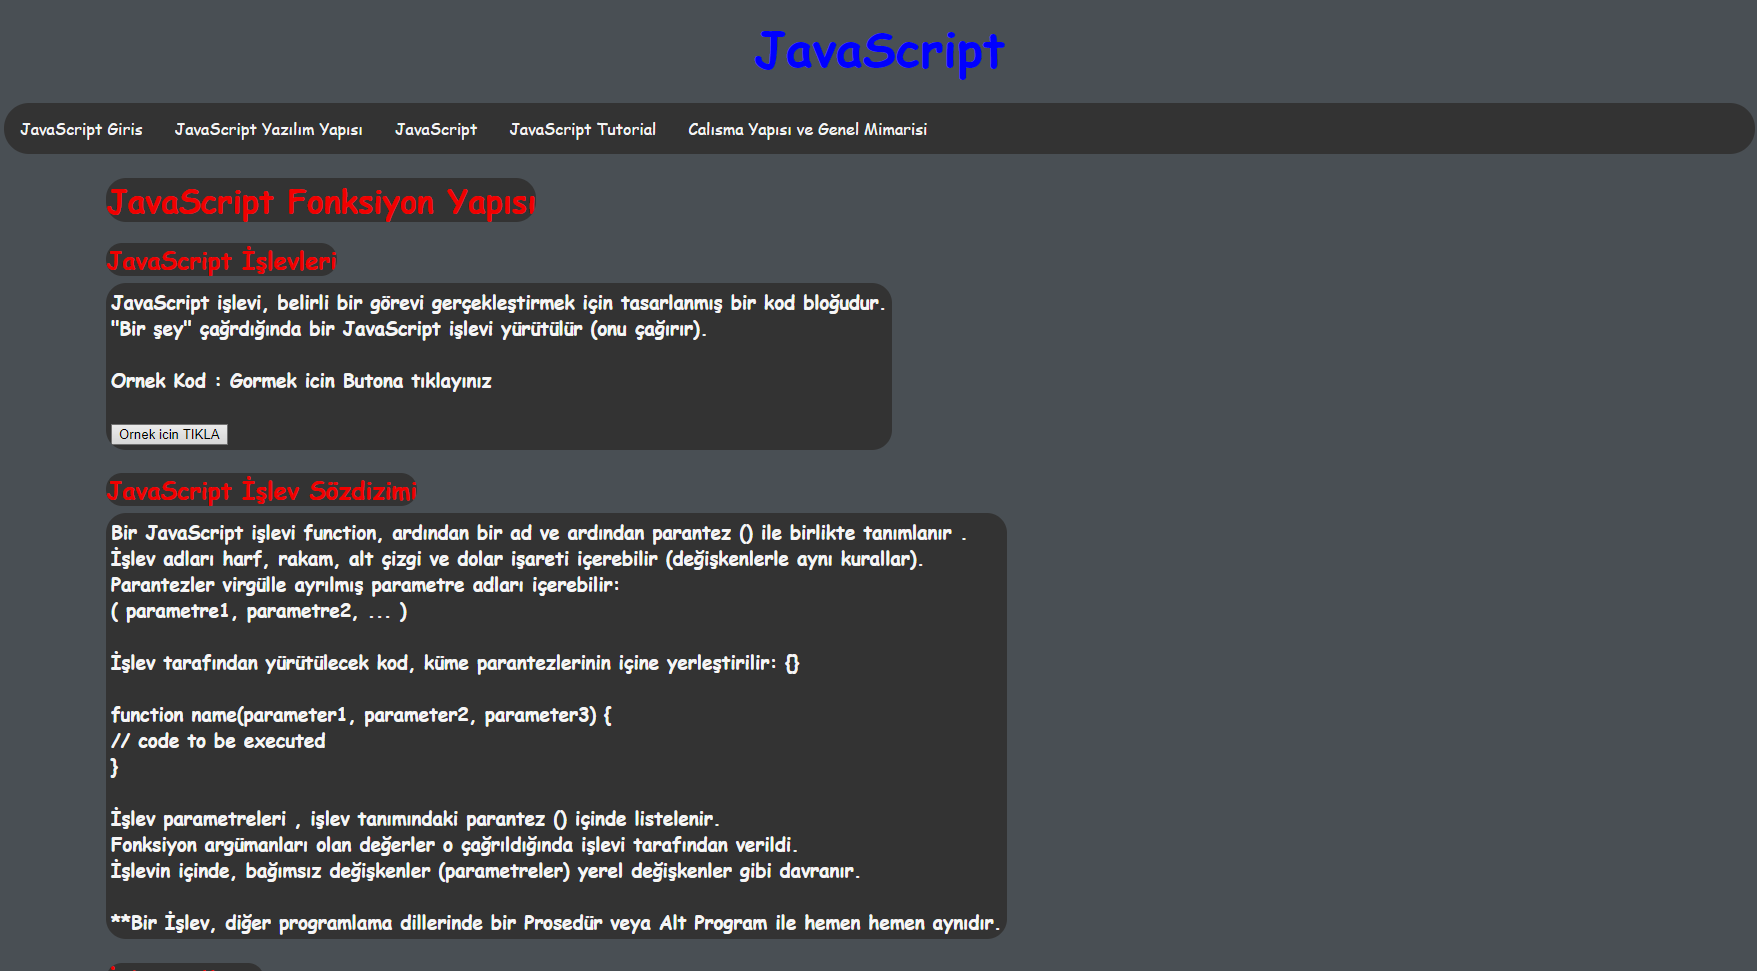 JavaScript
JavaScript Giris JavaScript Yazılım Yapısı JavaScript JavaScript Tutorial Calısma Yapısı ve Genel Mimarisi
JavaScript Fonksiyon Yapısı
JavaScript İşlevleri
JavaScript işlevi, belirli bir görevi gerçekleştirmek için tasarlanmış bir kod bloğudur.
"Bir şey" çağrdığında bir JavaScript işlevi yürütülür (onu çağırır).
Ornek Kod : Gormek icin Butona tıklayınız
Ornek icin TIKLA
JavaScript İşlev Sözdizimi
Bir JavaScript işlevi function, ardından bir ad ve ardından parantez () ile birlikte tanımlanır .
İşlev adları harf, rakam, alt çizgi ve dolar işareti içerebilir (değişkenlerle aynı kurallar).
Parantezler virgülle ayrılmış parametre adları içerebilir:
( parametre1, parametre2, ... )
İşlev tarafından yürütülecek kod, küme parantezlerinin içine yerleştirilir: {}
function name(parameter1, parameter2, parameter3) {
// code to be executed
}
İşlev parametreleri , işlev tanımındaki parantez () içinde listelenir.
Fonksiyon argümanları olan değerler o çağrıldığında işlevi tarafından verildi.
İşlevin içinde, bağımsız değişkenler (parametreler) yerel değişkenler gibi davranır.
**Bir İşlev, diğer programlama dillerinde bir Prosedür veya Alt Program ile hemen hemen aynıdır.